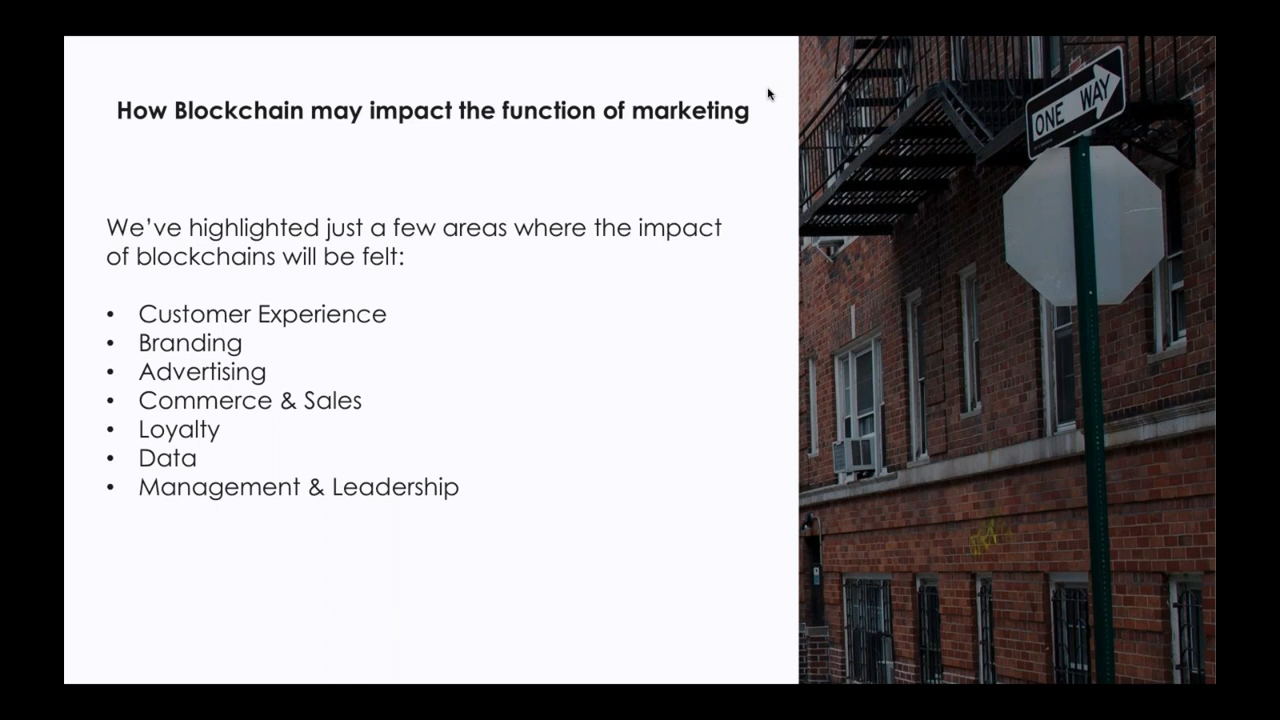 How Blockchain may impact the function of marketing
We’ve highlighted just a few areas where the impact
of blockchains will be felt:
• Customer Experience
• Branding
• Advertising
• Commerce & Sales
• Loyalty
• Data
• Management & Leadership
ONE WAY